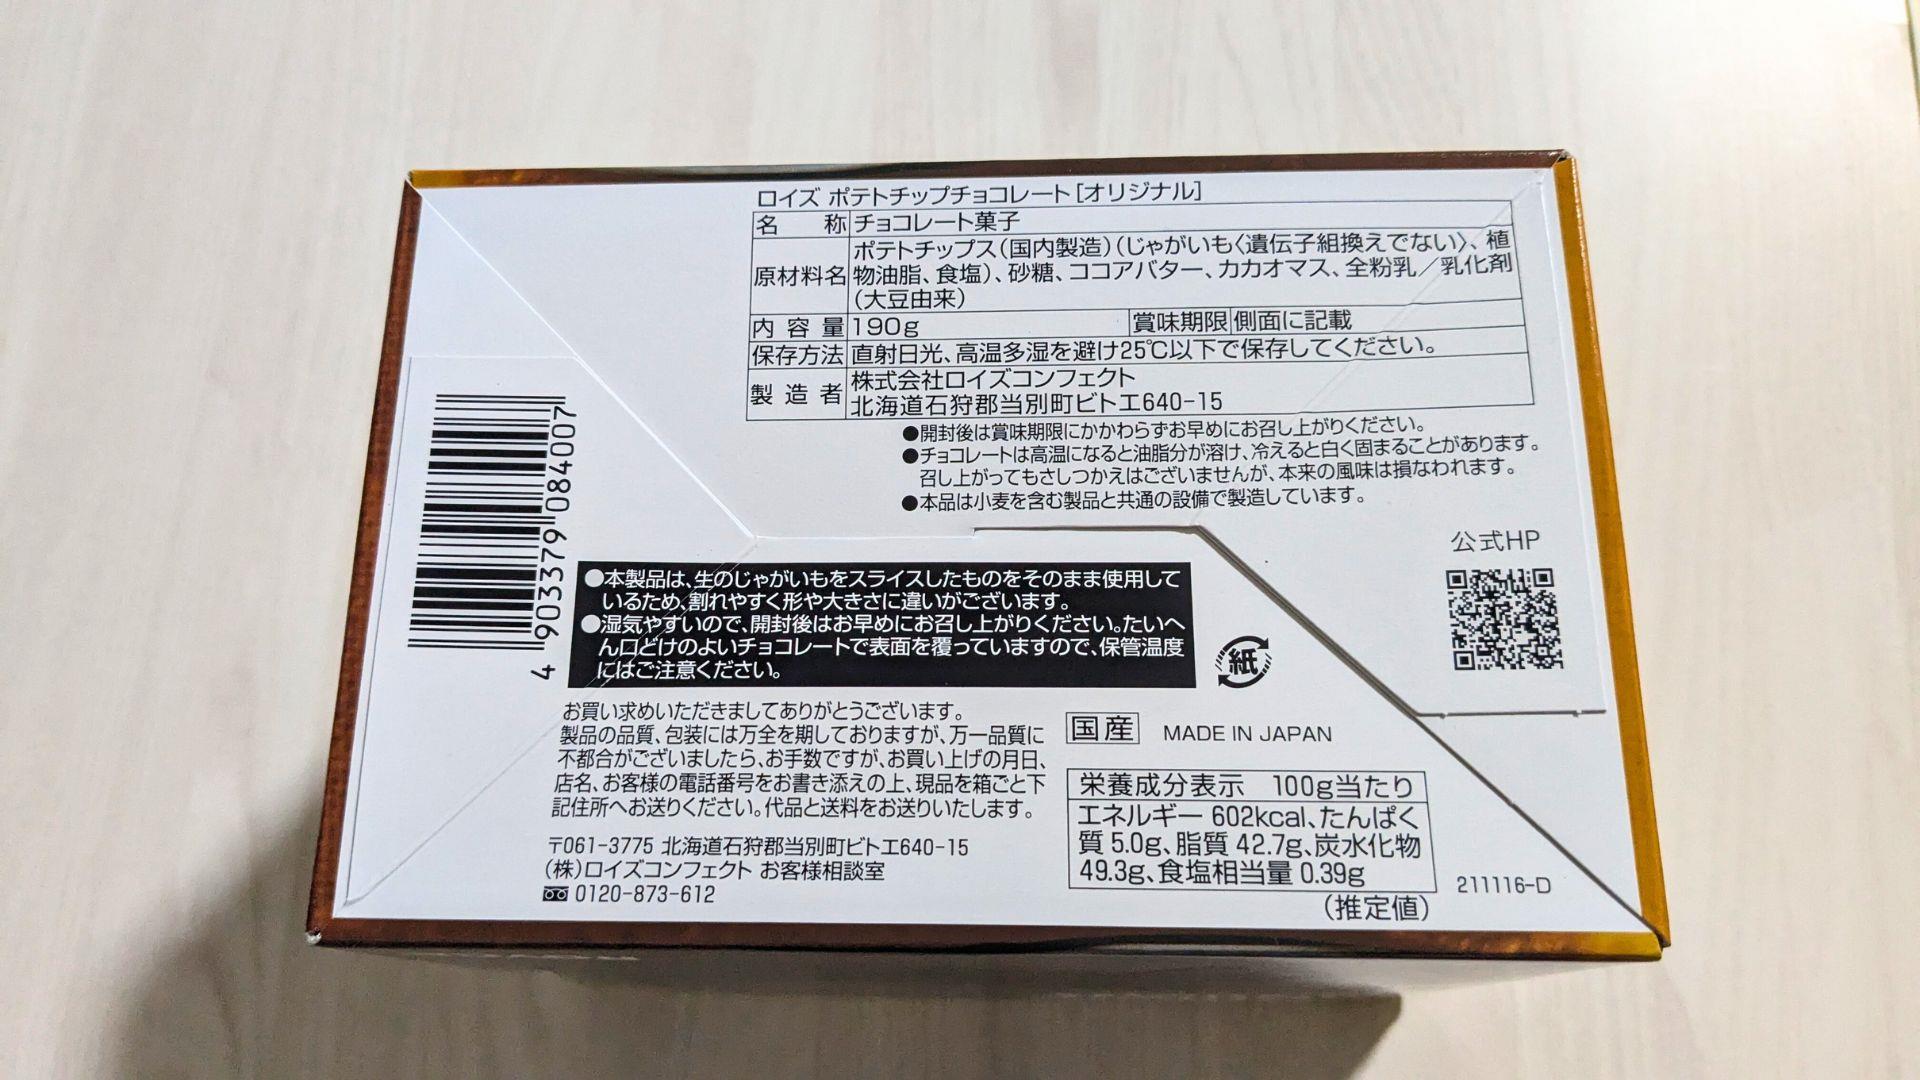 ロイズ ポテトチップチョコレート[オリジナル]
名称 チョコレート菓子
原材料名 ポテトチップス(国内製造)(じゃがいも〈遺伝子組換えでない〉、植
物油脂、食塩)、砂糖、ココアバター、カカオマス、全粉乳/乳化剤
(大豆由来)
内容量 190g 賞味期限 側面に記載
保存方法 直射日光、高温多湿を避け25℃以下で保存してください。
製造者 株式会社ロイズコンフェクト
北海道石狩郡当別町ビトエ640-15
●開封後は賞味期限にかかわらずお早めにお召し上がりください。
●チョコレートは高温になると油脂分が溶け、冷えると白く固まることがあります。
召し上がってもさしつかえはございませんが、本来の風味は損なわれます。
●本品は小麦を含む製品と共通の設備で製造しています。
4 903379 084007
公式HP
●本製品は、生のじゃがいもをスライスしたものをそのまま使用して
いるため、割れやすく形や大きさに違いがございます。
●湿気やすいので、開封後はお早めにお召し上がりください。たいへ
ん口どけのよいチョコレートで表面を覆っていますので、保管温度
にはご注意ください。
紙
お買い求めいただきましてありがとうございます。
製品の品質、包装には万全を期しておりますが、万一品質に
不都合がございましたら、お手数ですが、お買い上げの月日、
店名、お客様の電話番号をお書き添えの上、現品を箱ごと下
記住所へお送りください。代品と送料をお送りいたします。
〒061-3775 北海道石狩郡当別町ビトエ640-15
(株)ロイズコンフェクト お客様相談室
0120-873-612
国産 MADE IN JAPAN
栄養成分表示 100g当たり
エネルギー 602kcal、たんぱく
質 5.0g、脂質 42.7g、炭水化物
49.3g、食塩相当量 0.39g
(推定値)
211116-D